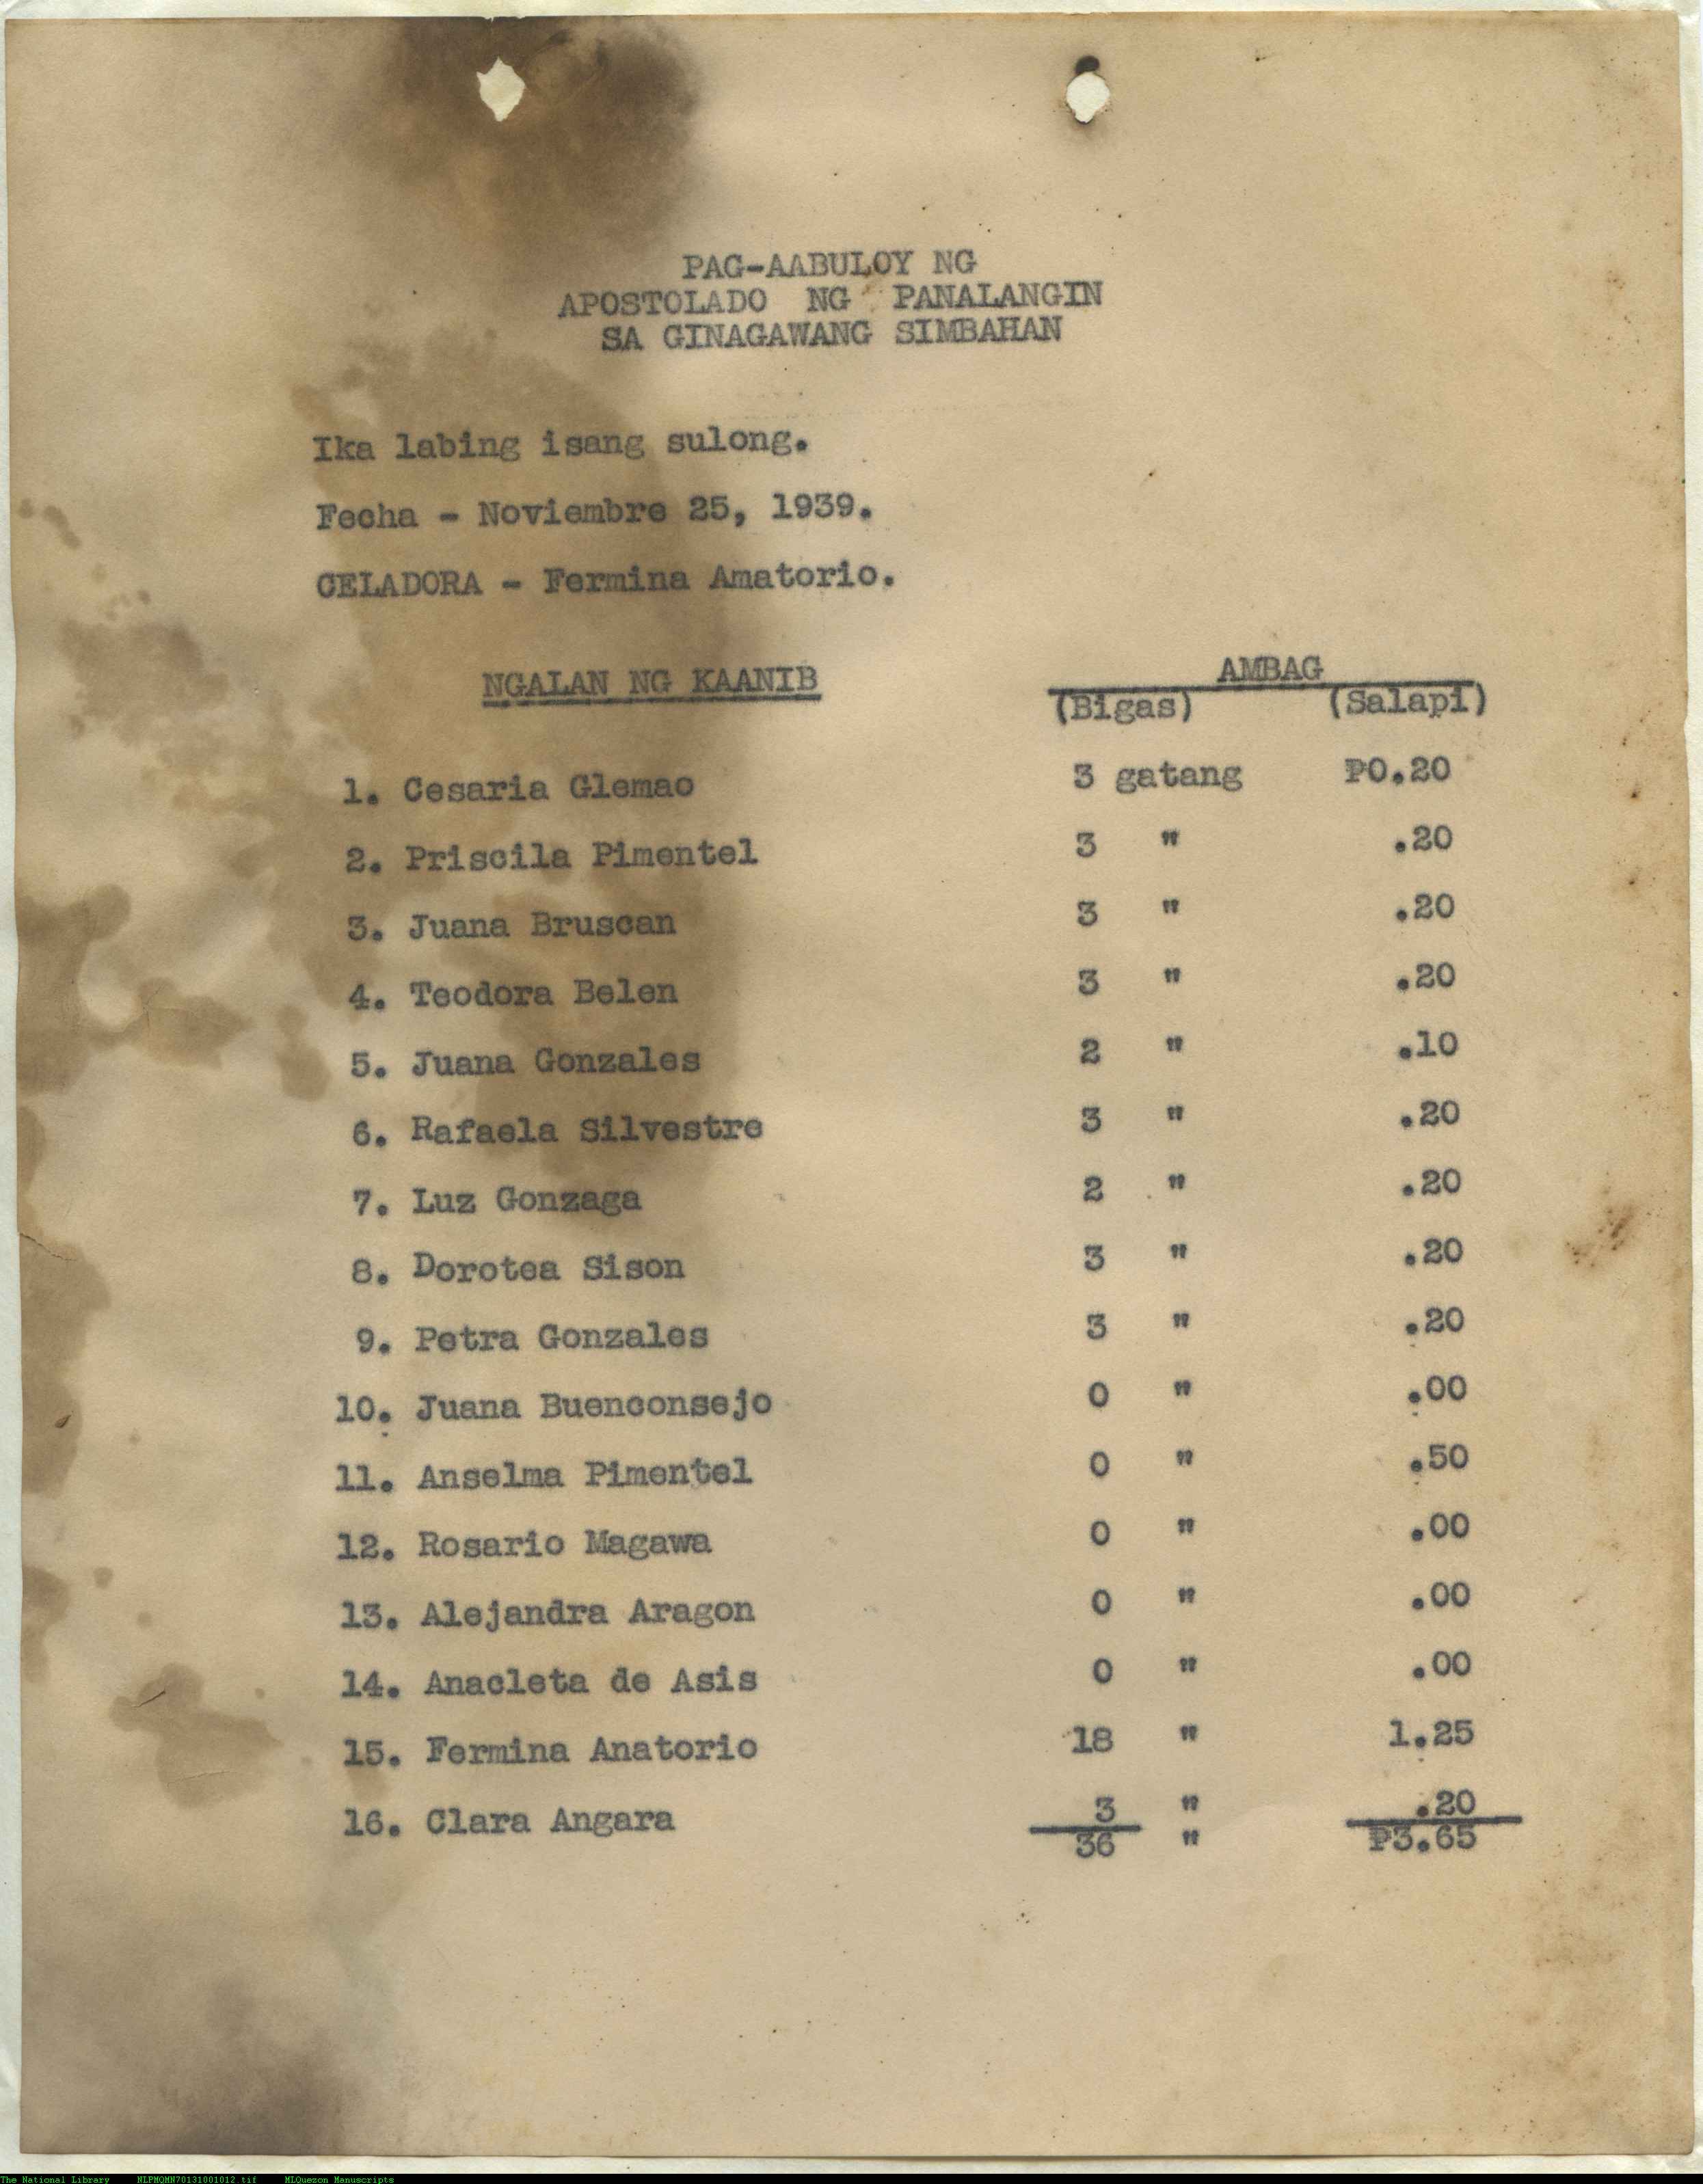 PAG-AABULOY NG
APOSTOLADO NG PANALANGIN
SA GINAGAWANG SIMBAHAN
Ika labing isang sulong.
Fecha - Noviembre 25, 1939.
CELADORA - Fermina Amatorio.
NGALAN NG KAANIB AMBAG
(Bigas) (Salapi)
1. Cesaria Glemao 3 gatang ₱0.20
2. Priscila Pimentel 3 " .20
3. Juana Bruscan 3 " .20
4. Teodora Belen 3 " .20
5. Juana Gonzales 2 " .10
6. Rafaela Silvestre 3 " .20
7. Luz Gonzaga 2 " .20
8. Dorotea Sison 3 " .20
9. Petra Gonzales 3 " .20
10. Juana Buenconsejo 0 " .00
11. Anselma Pimentel 0 " .50
12. Rosario Magawa 0 " .00
13. Alejandra Aragon 0 " .00
14. Anacleta de Asis 0 " .00
15. Fermina Anatorio 18 " 1.25
16. Clara Angara 3 " .20
36 " ₱3.65
The National Library NLPMQMN70131001012.tif MLQuezon Manuscripts